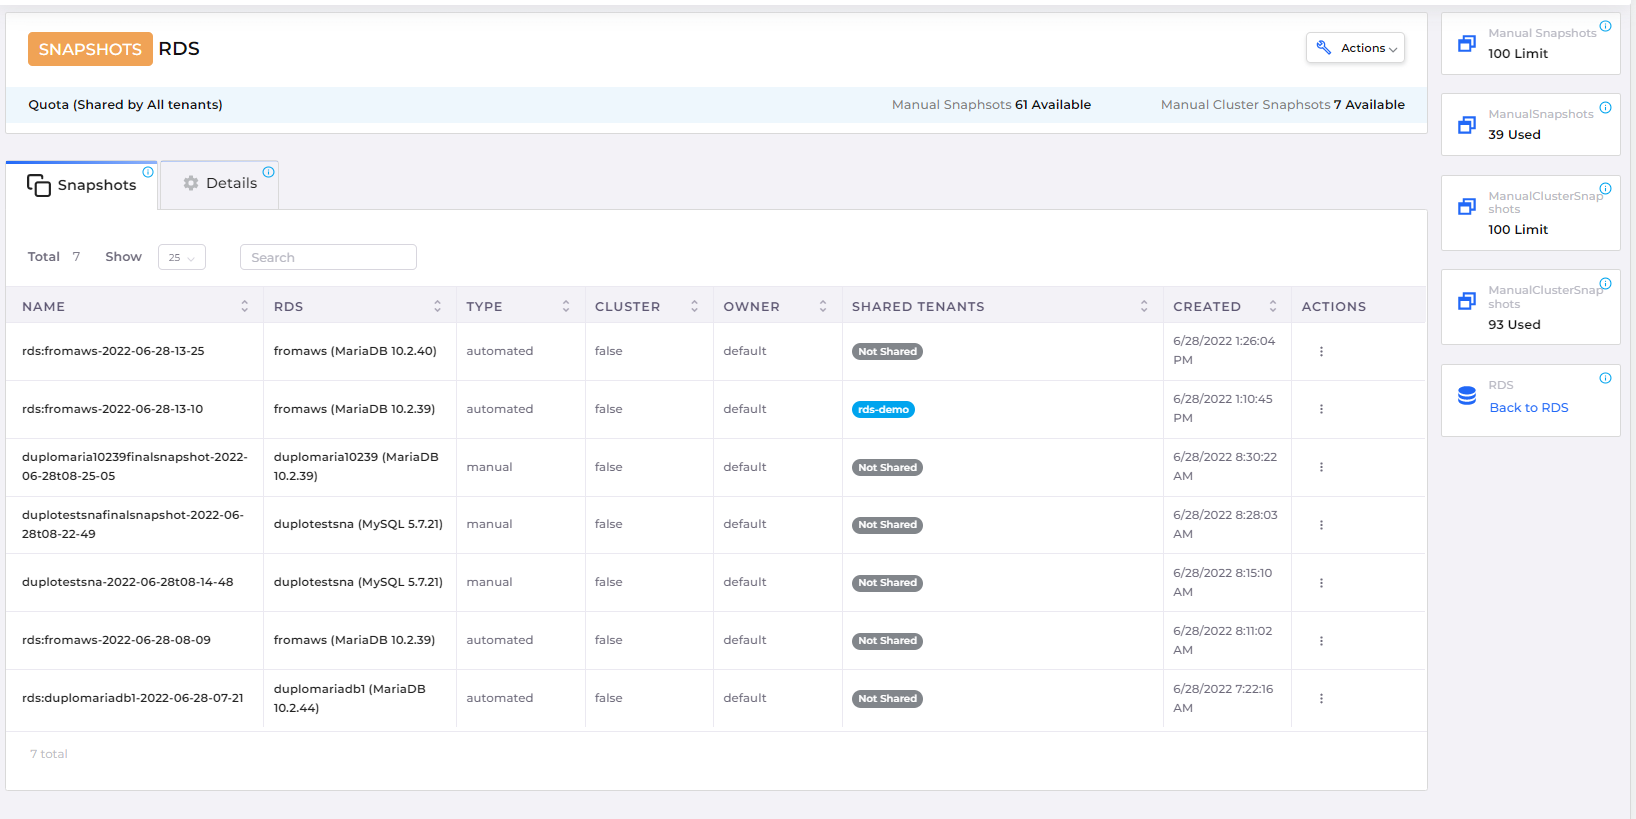 SNAPSHOTS RDS
Actions
Quota (Shared by All tenants)
Manual Snaphsots 61 Available
Manual Cluster Snaphsots 7 Available
Snapshots
Details
Total 7 Show 25 Search
NAME RDS TYPE CLUSTER OWNER SHARED TENANTS CREATED ACTIONS
rds:fromaws-2022-06-28-13-25 fromaws (MariaDB 10.2.40) automated false default Not Shared 6/28/2022 1:26:04
PM
rds:fromaws-2022-06-28-13-10 fromaws (MariaDB 10.2.39) automated false default rds-demo 6/28/2022 1:10:45
PM
duplomaria10239finalsnapshot-2022- duplomaria10239 (MariaDB manual false default Not Shared 6/28/2022 8:30:22
06-28t08-25-05 10.2.39) AM
duplotestsnafinalsnapshot-2022-06- duplotestsna (MySQL 5.7.21) manual false default Not Shared 6/28/2022 8:28:03
28t08-22-49 AM
duplotestsna-2022-06-28t08-14-48 duplotestsna (MySQL 5.7.21) manual false default Not Shared 6/28/2022 8:15:10
AM
rds:fromaws-2022-06-28-08-09 fromaws (MariaDB 10.2.39) automated false default Not Shared 6/28/2022 8:11:02
AM
rds:duplomariadb1-2022-06-28-07-21 duplomariadb1 (MariaDB automated false default Not Shared 6/28/2022 7:22:16
10.2.44) AM
7 total
Manual Snapshots
100 Limit
ManualSnapshots
39 Used
ManualClusterSnap
shots
100 Limit
ManualClusterSnap
shots
93 Used
RDS
Back to RDS